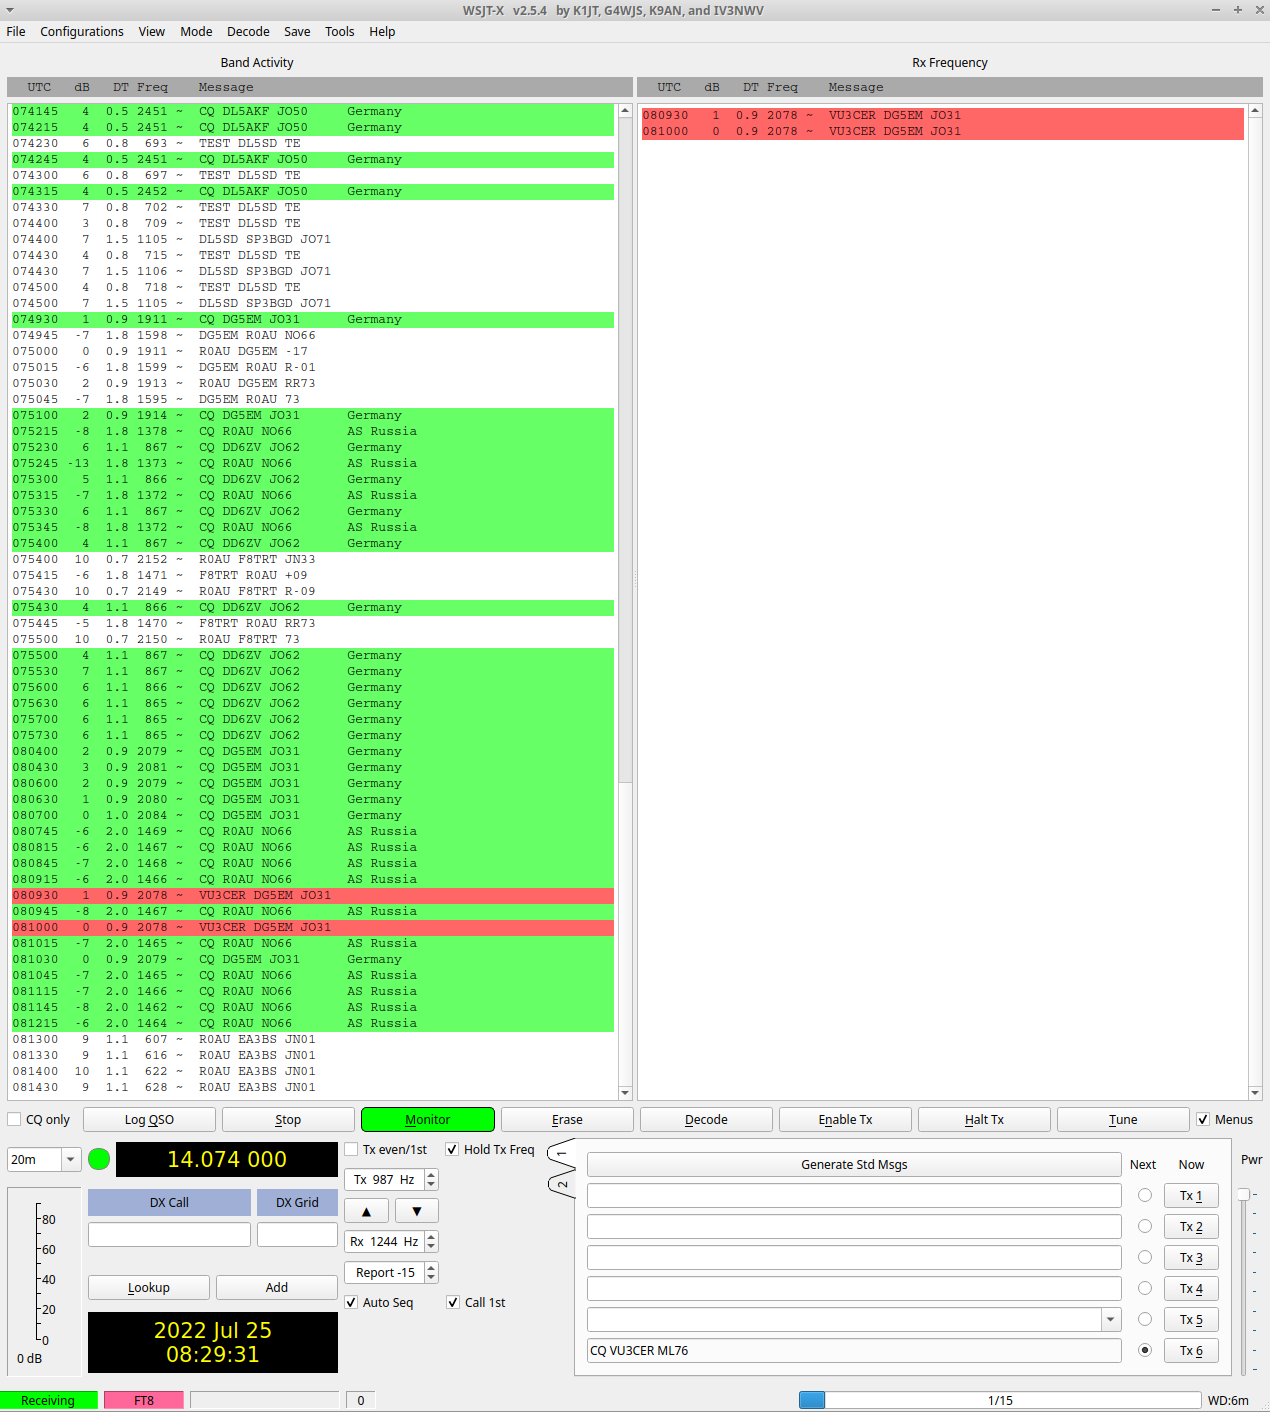 WSJT-X v2.5.4 by K1JT, G4WJS, K9AN, and IV3NWV
File Configurations View Mode Decode Save Tools Help
Band Activity
UTC dB DT Freq Message
074145 4 0.5 2451 ~ CQ DL5AKF JO50 Germany
074215 4 0.5 2451 ~ CQ DL5AKF JO50 Germany
074230 6 0.8 693 ~ TEST DL5SD TE
074245 4 0.5 2451 ~ CQ DL5AKF JO50 Germany
074300 6 0.8 697 ~ TEST DL5SD TE
074315 4 0.5 2452 ~ CQ DL5AKF JO50 Germany
074330 7 0.8 702 ~ TEST DL5SD TE
074400 3 0.8 709 ~ TEST DL5SD TE
074400 7 1.5 1105 ~ DL5SD SP3BGD JO71
074430 4 0.8 715 ~ TEST DL5SD TE
074430 7 1.5 1106 ~ DL5SD SP3BGD JO71
074500 4 0.8 718 ~ TEST DL5SD TE
074500 7 1.5 1105 ~ DL5SD SP3BGD JO71
074930 1 0.9 1911 ~ CQ DG5EM JO31 Germany
074945 -7 1.8 1598 ~ DG5EM R0AU NO66
075000 0 0.9 1911 ~ R0AU DG5EM -17
075015 -6 1.8 1599 ~ DG5EM R0AU R-01
075030 2 0.9 1913 ~ R0AU DG5EM RR73
075045 -7 1.8 1595 ~ DG5EM R0AU 73
075100 2 0.9 1914 ~ CQ DG5EM JO31 Germany
075215 -8 1.8 1378 ~ CQ R0AU NO66 AS Russia
075230 6 1.1 867 ~ CQ DD6ZV JO62 Germany
075245 -13 1.8 1373 ~ CQ R0AU NO66 AS Russia
075300 5 1.1 866 ~ CQ DD6ZV JO62 Germany
075315 -7 1.8 1372 ~ CQ R0AU NO66 AS Russia
075330 6 1.1 867 ~ CQ DD6ZV JO62 Germany
075345 -8 1.8 1372 ~ CQ R0AU NO66 AS Russia
075400 4 1.1 867 ~ CQ DD6ZV JO62 Germany
075400 10 0.7 2152 ~ R0AU F8TRT JN33
075415 -6 1.8 1471 ~ F8TRT R0AU +09
075430 10 0.7 2149 ~ R0AU F8TRT R-09
075430 4 1.1 866 ~ CQ DD6ZV JO62 Germany
075445 -5 1.8 1470 ~ F8TRT R0AU RR73
075500 10 0.7 2150 ~ R0AU F8TRT 73
075500 4 1.1 867 ~ CQ DD6ZV JO62 Germany
075530 7 1.1 867 ~ CQ DD6ZV JO62 Germany
075600 6 1.1 866 ~ CQ DD6ZV JO62 Germany
075630 6 1.1 865 ~ CQ DD6ZV JO62 Germany
075700 6 1.1 865 ~ CQ DD6ZV JO62 Germany
075730 6 1.1 865 ~ CQ DD6ZV JO62 Germany
080400 2 0.9 2079 ~ CQ DG5EM JO31 Germany
080430 3 0.9 2081 ~ CQ DG5EM JO31 Germany
080600 2 0.9 2079 ~ CQ DG5EM JO31 Germany
080630 1 0.9 2080 ~ CQ DG5EM JO31 Germany
080700 0 1.0 2084 ~ CQ DG5EM JO31 Germany
080745 -6 2.0 1469 ~ CQ R0AU NO66 AS Russia
080815 -6 2.0 1467 ~ CQ R0AU NO66 AS Russia
080845 -7 2.0 1468 ~ CQ R0AU NO66 AS Russia
080915 -6 2.0 1466 ~ CQ R0AU NO66 AS Russia
080930 1 0.9 2078 ~ VU3CER DG5EM JO31
080945 -8 2.0 1467 ~ CQ R0AU NO66 AS Russia
081000 0 0.9 2078 ~ VU3CER DG5EM JO31
081015 -7 2.0 1465 ~ CQ R0AU NO66 AS Russia
081030 0 0.9 2079 ~ CQ DG5EM JO31 Germany
081045 -7 2.0 1465 ~ CQ R0AU NO66 AS Russia
081115 -7 2.0 1466 ~ CQ R0AU NO66 AS Russia
081145 -8 2.0 1462 ~ CQ R0AU NO66 AS Russia
081215 -6 2.0 1464 ~ CQ R0AU NO66 AS Russia
081300 9 1.1 607 ~ R0AU EA3BS JN01
081330 9 1.1 616 ~ R0AU EA3BS JN01
081400 10 1.1 622 ~ R0AU EA3BS JN01
081430 9 1.1 628 ~ R0AU EA3BS JN01
Rx Frequency
UTC dB DT Freq Message
080930 1 0.9 2078 ~ VU3CER DG5EM JO31
081000 0 0.9 2078 ~ VU3CER DG5EM JO31
CQ only Log QSO Stop Monitor Erase Decode Enable Tx Halt Tx Tune Menus
20m 14.074 000
80
60
40
20
0
0 dB
DX Call DX Grid
Lookup Add
2022 Jul 25
08:29:31
Tx even/1st Hold Tx Freq
Tx 987 Hz
▲ ▼
Rx 1244 Hz
Report -15
Auto Seq Call 1st
1
2
Generate Std Msgs Next Now Pwr
Tx 1
Tx 2
Tx 3
Tx 4
Tx 5
CQ VU3CER ML76 Tx 6
Receiving FT8 0 1/15 WD:6m